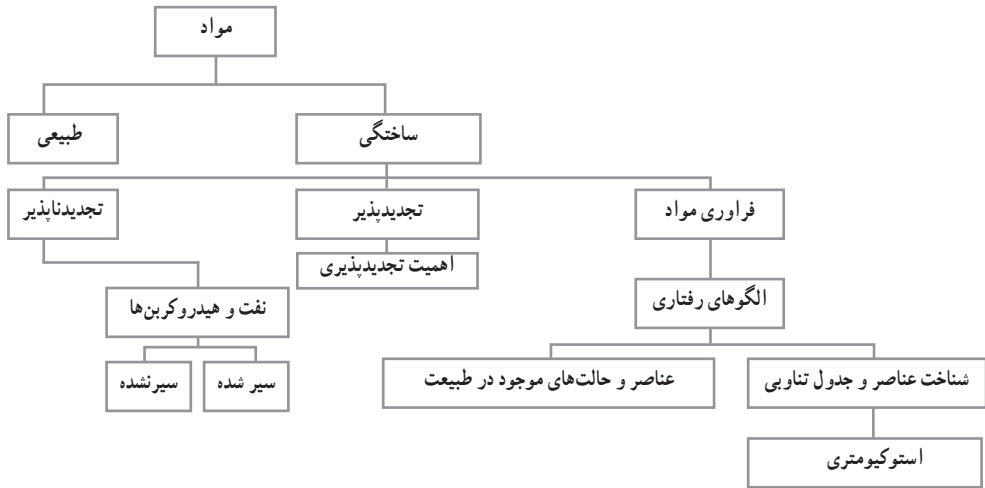 مواد
ساختگی
طبیعی
فراوری مواد
تجدیدپذیر
تجدیدناپذیر
اهمیت تجدیدپذیری
الگوهای رفتاری
نفت و هیدروکربن‌ها
شناخت عناصر و جدول تناوبی
عناصر و حالت‌های موجود در طبیعت
سیر شده
سیرنشده
استوکیومتری